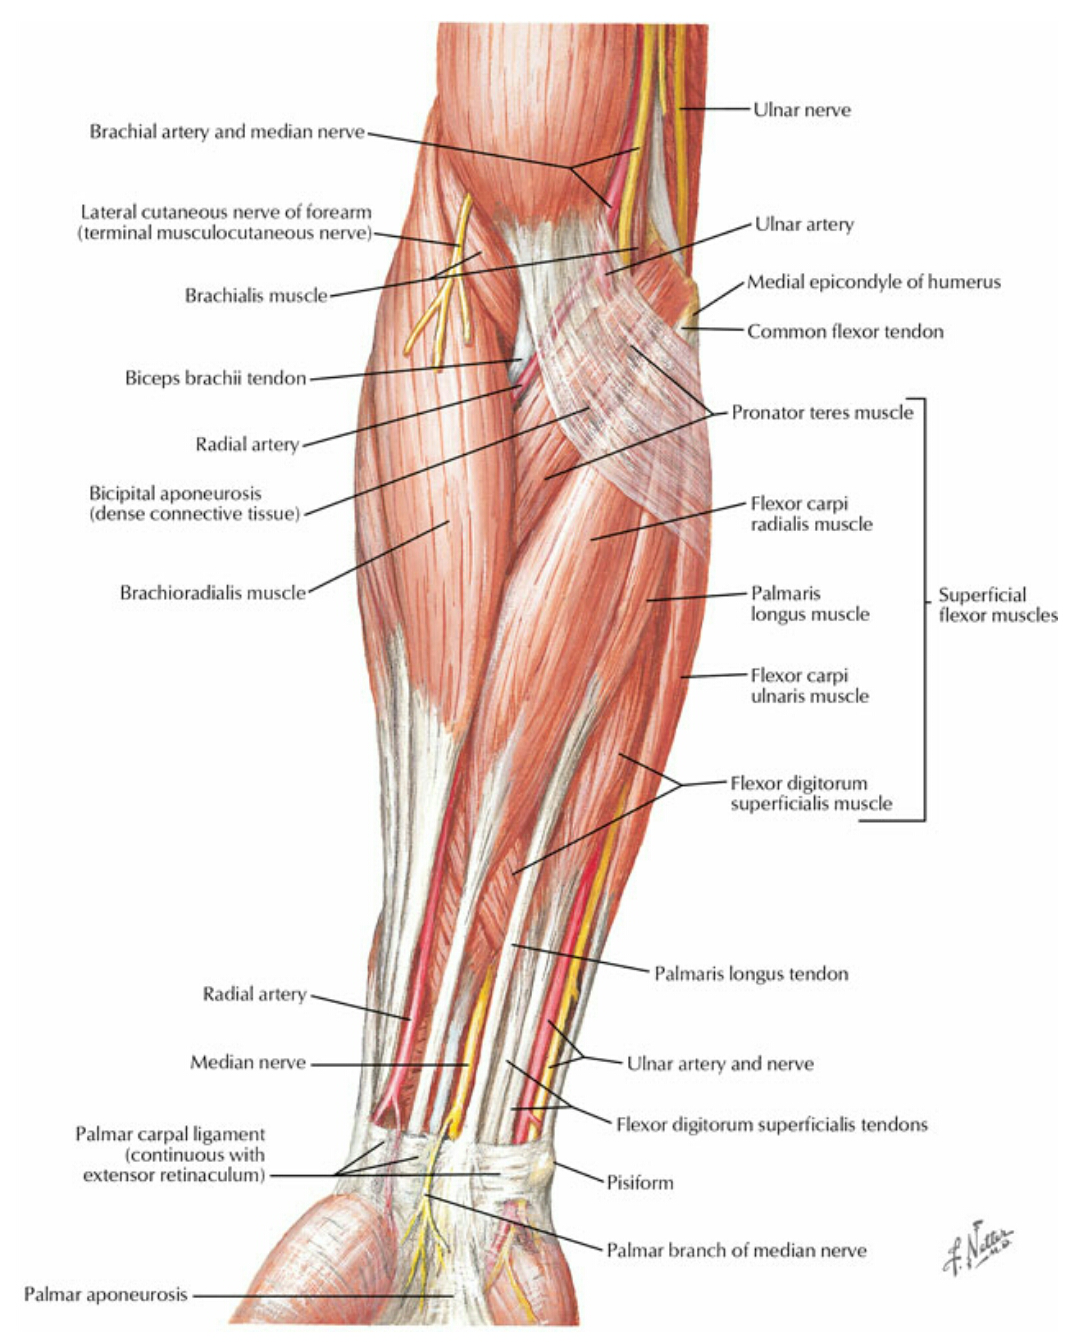 Ulnar nerve
Brachial artery and median nerve
Lateral cutaneous nerve of forearm
(terminal musculocutaneous nerve)
Ulnar artery
Medial epicondyle of humerus
Brachialis muscle
Common flexor tendon
Biceps brachii tendon
Pronator teres muscle
Radial artery
Bicipital aponeurosis
(dense connective tissue)
Flexor carpi
radialis muscle
Brachioradialis muscle
Palmaris
longus muscle
Superficial
flexor muscles
Flexor carpi
ulnaris muscle
Flexor digitorum
superficialis muscle
Palmaris longus tendon
Radial artery
Median nerve
Ulnar artery and nerve
Flexor digitorum superficialis tendons
Palmar carpal ligament
(continuous with
extensor retinaculum)
Pisiform
Palmar branch of median nerve
Palmar aponeurosis
F. Netter
M.D.